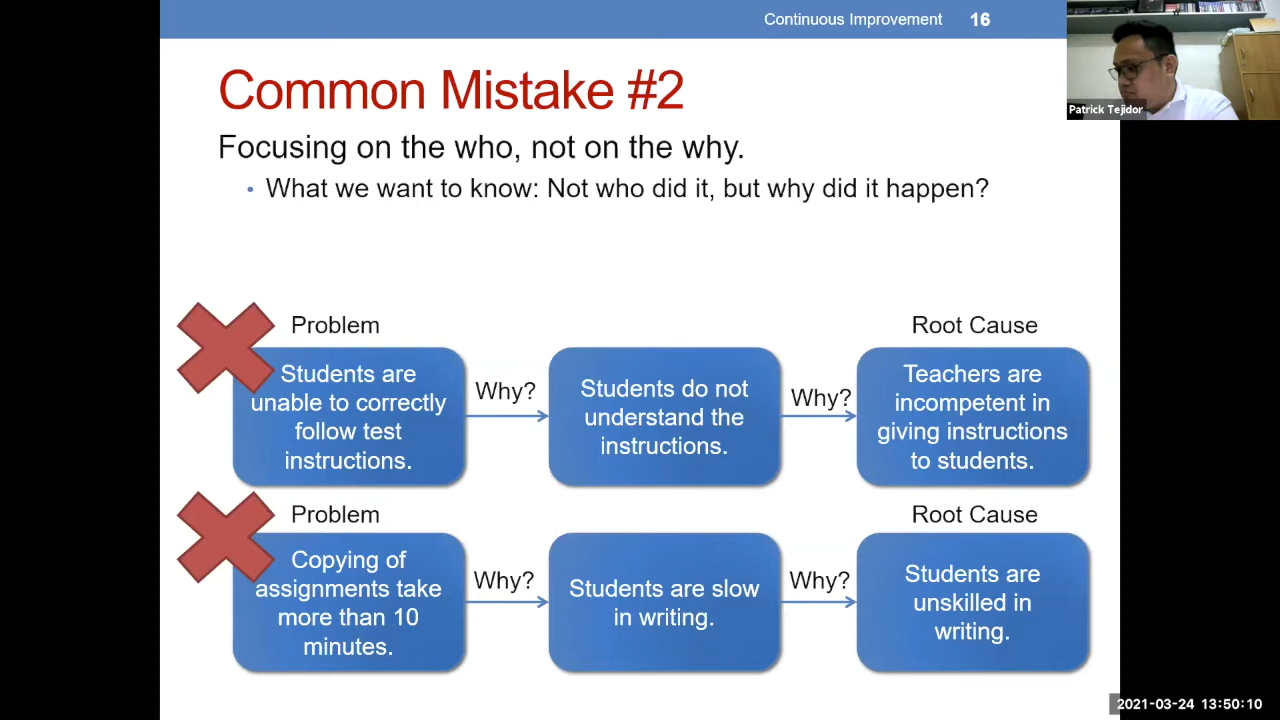 Continuous Improvement 16
Patrick Tejidor
Common Mistake #2
Focusing on the who, not on the why.
• What we want to know: Not who did it, but why did it happen?
Problem
Root Cause
Students are
unable to correctly
follow test
instructions.
Why?
Students do not
understand the
instructions.
Why?
Teachers are
incompetent in
giving instructions
to students.
Problem
Root Cause
Copying of
assignments take
more than 10
minutes.
Why?
Students are slow
in writing.
Why?
Students are
unskilled in
writing.
2021-03-24 13:50:10